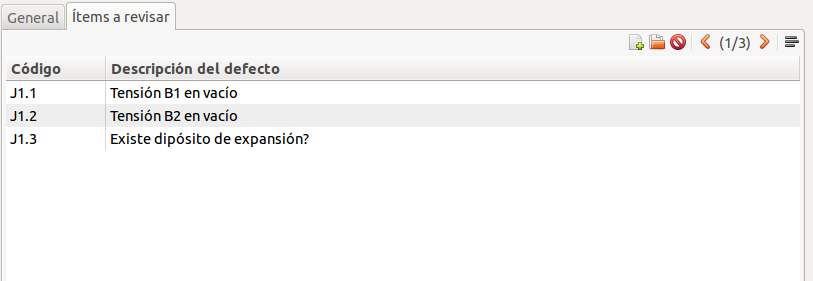 General Ítems a revisar
(1/3)
Código Descripción del defecto
J1.1 Tensión B1 en vacío
J1.2 Tensión B2 en vacío
J1.3 Existe dipósito de expansión?